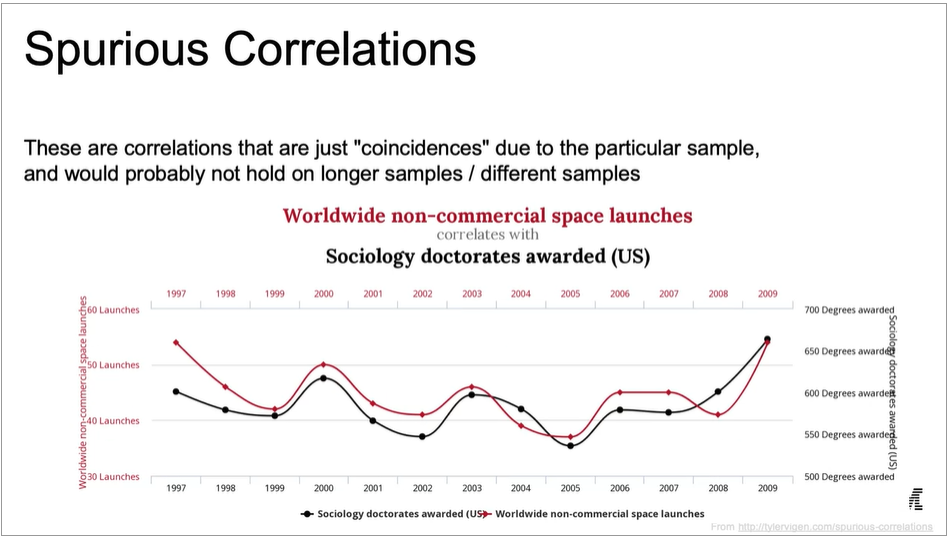 Spurious Correlations
These are correlations that are just "coincidences" due to the particular sample,
and would probably not hold on longer samples / different samples
Worldwide non-commercial space launches
correlates with
Sociology doctorates awarded (US)
1997 1998 1999 2000 2001 2002 2003 2004 2005 2006 2007 2008 2009
Worldwide non-commercial space launches
60 Launches
50 Launches
40 Launches
30 Launches
700 Degrees awarded
650 Degrees awarded
600 Degrees awarded
550 Degrees awarded
500 Degrees awarded
Sociology doctorates awarded (US)
1997 1998 1999 2000 2001 2002 2003 2004 2005 2006 2007 2008 2009
Sociology doctorates awarded (US) Worldwide non-commercial space launches
From http://tylervigen.com/spurious-correlations